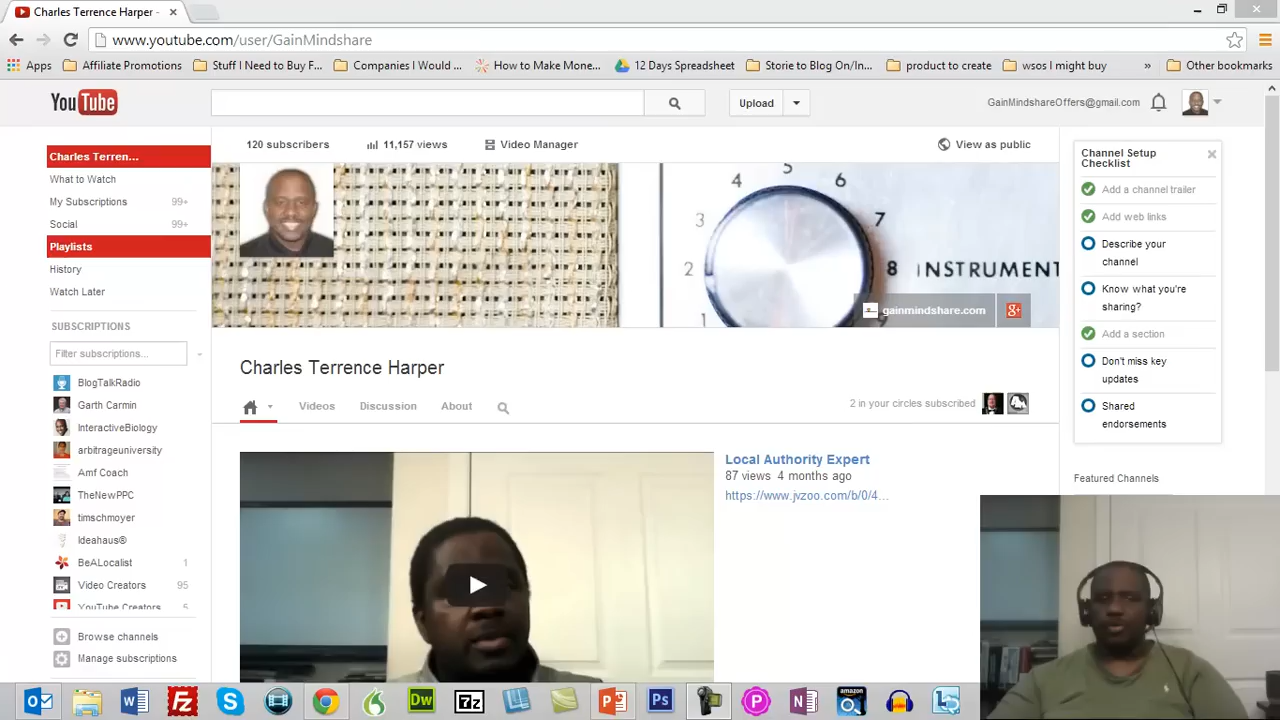 Charles Terrence Harper -
www.youtube.com/user/GainMindshare
Apps Affiliate Promotions Stuff I Need to Buy F... Companies I Would ... How to Make Mone... 12 Days Spreadsheet Storie to Blog On/In... product to create wsos I might buy » Other bookmarks
YouTube Upload GainMindshareOffers@gmail.com
120 subscribers 11,157 views Video Manager View as public
Charles Terren...
What to Watch
My Subscriptions 99+
Social 99+
Playlists
History
Watch Later
SUBSCRIPTIONS
Filter subscriptions...
BlogTalkRadio
Garth Carmin
InteractiveBiology
arbitrageuniversity
Amf Coach
TheNewPPC
timschmoyer
Ideahaus®
BeALocalist 1
Video Creators 95
YouTube Creators 5
Browse channels
Manage subscriptions
1 2 3 4 5 6 7 8 INSTRUMENT
gainmindshare.com
Charles Terrence Harper
Videos Discussion About
2 in your circles subscribed
Local Authority Expert
87 views 4 months ago
https://www.jvzoo.com/b/0/4...
Channel Setup
Checklist
Add a channel trailer
Add web links
Describe your
channel
Know what you're
sharing?
Add a section
Don't miss key
updates
Shared
endorsements
Featured Channels
Dw 7z Ps P N amazon